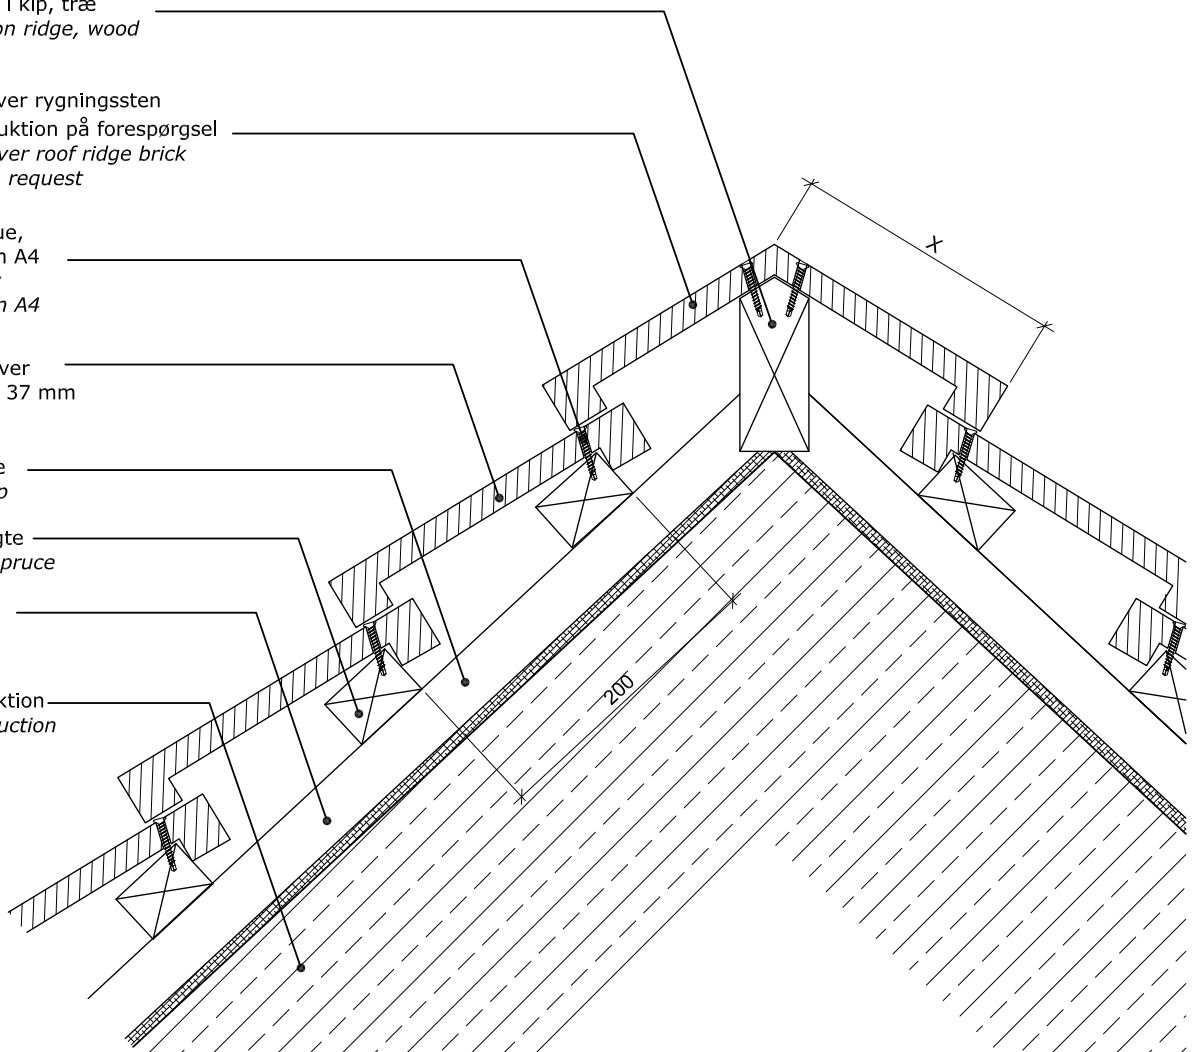 i kip, træ
on ridge, wood
ver rygningssten
uktion på forespørgsel
ver roof ridge brick
request
ue,
A4
A4
ver
37 mm
e
p
gte
pruce
ktion
uction
X
200